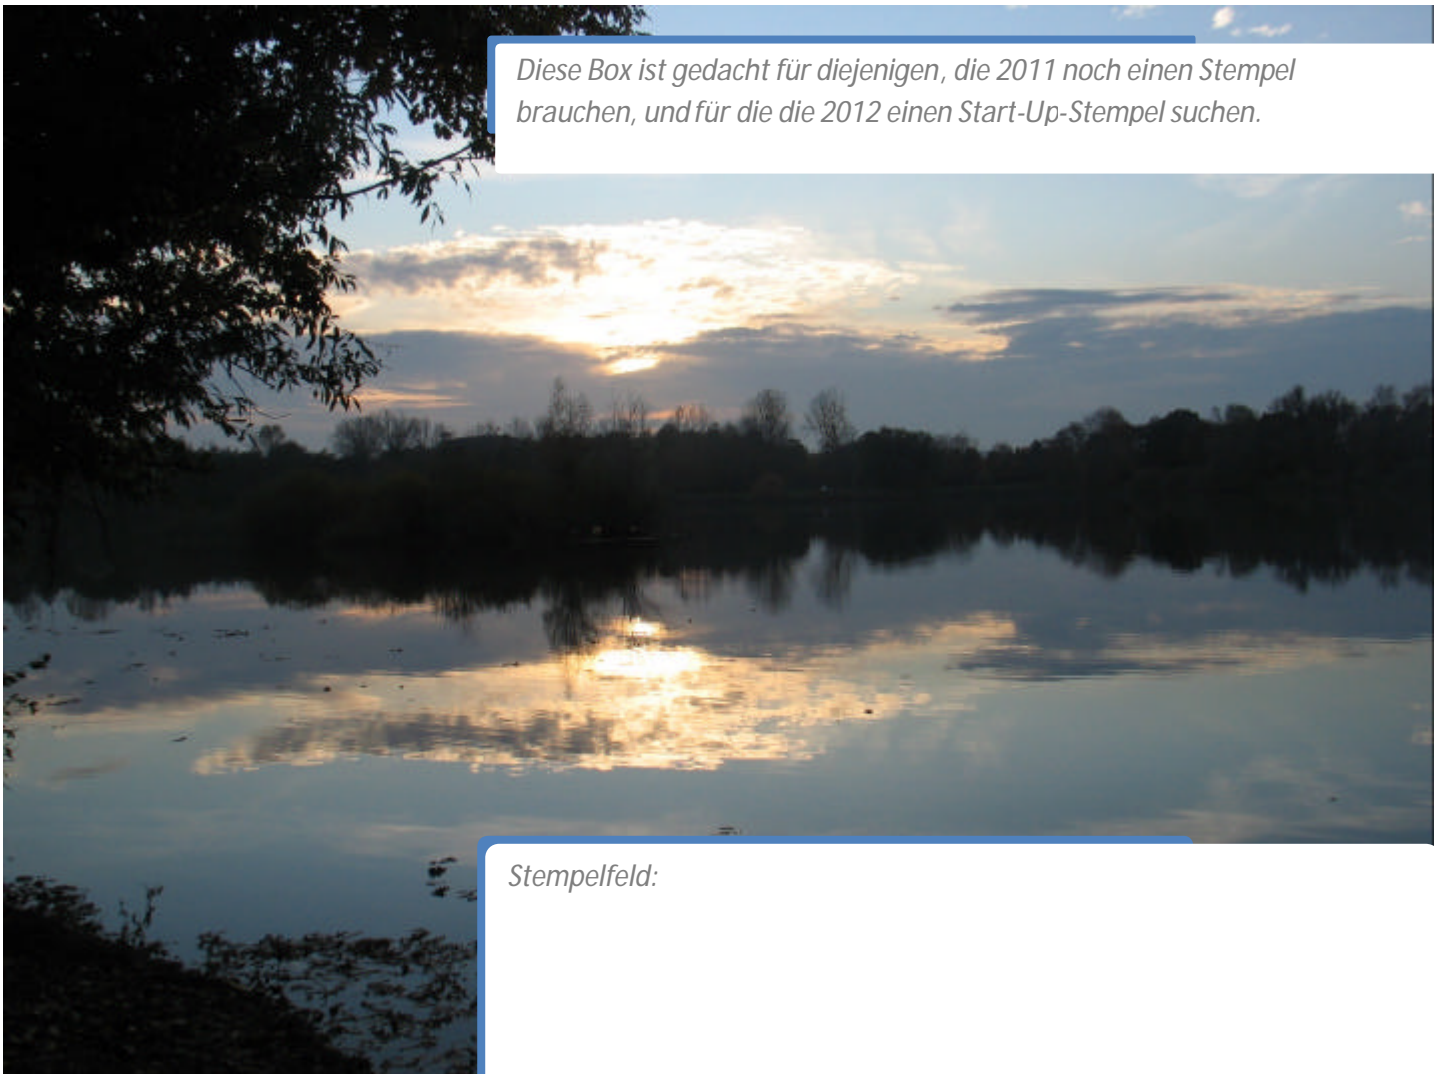 Diese Box ist gedacht für diejenigen, die 2011 noch einen Stempel
brauchen, und für die die 2012 einen Start-Up-Stempel suchen.
Stempelfeld: